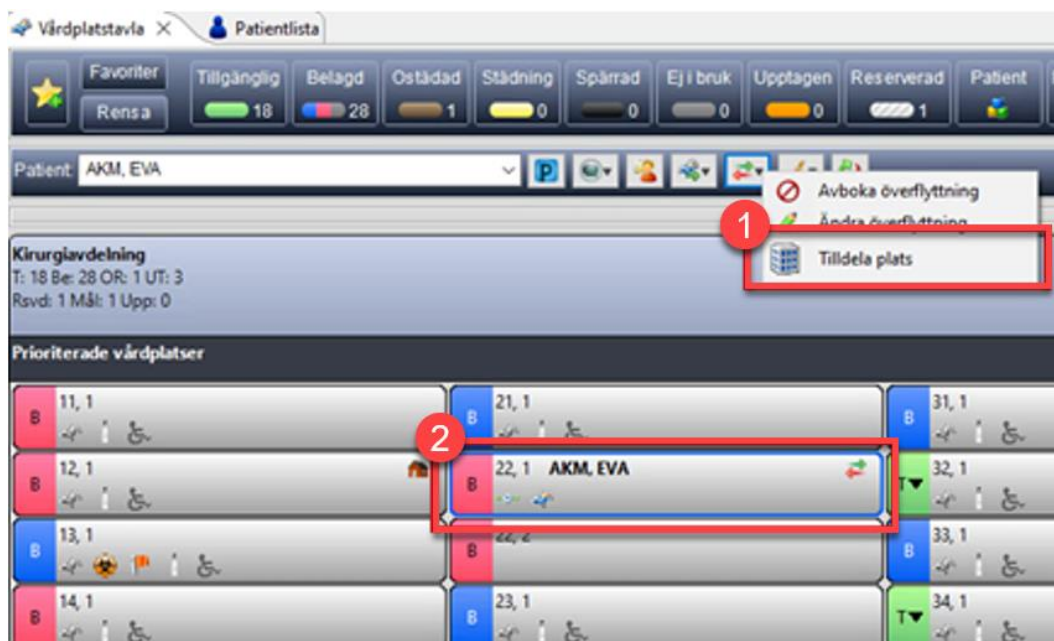 Vårdplatstavla
Patientlista
Favoriter
Rensa
Tillgänglig
18
Belagd
28
Ostädad
1
Städning
0
Spärrad
0
Ej i bruk
0
Upptagen
0
Reserverad
1
Patient
Patient: AKM, EVA
P
Avboka överflyttning
Ändra överflyttning
1
Tilldela plats
Kirurgiavdelning
T: 18 Be: 28 OR: 1 UT: 3
Rsvd: 1 Mål: 1 Upp: 0
Prioriterade vårdplatser
B 11, 1
B 21, 1
B 31, 1
2
B 12, 1
B 22, 1 AKM, EVA
T 32, 1
B 13, 1
B 22, 2
B 33, 1
B 14, 1
B 23, 1
T 34, 1